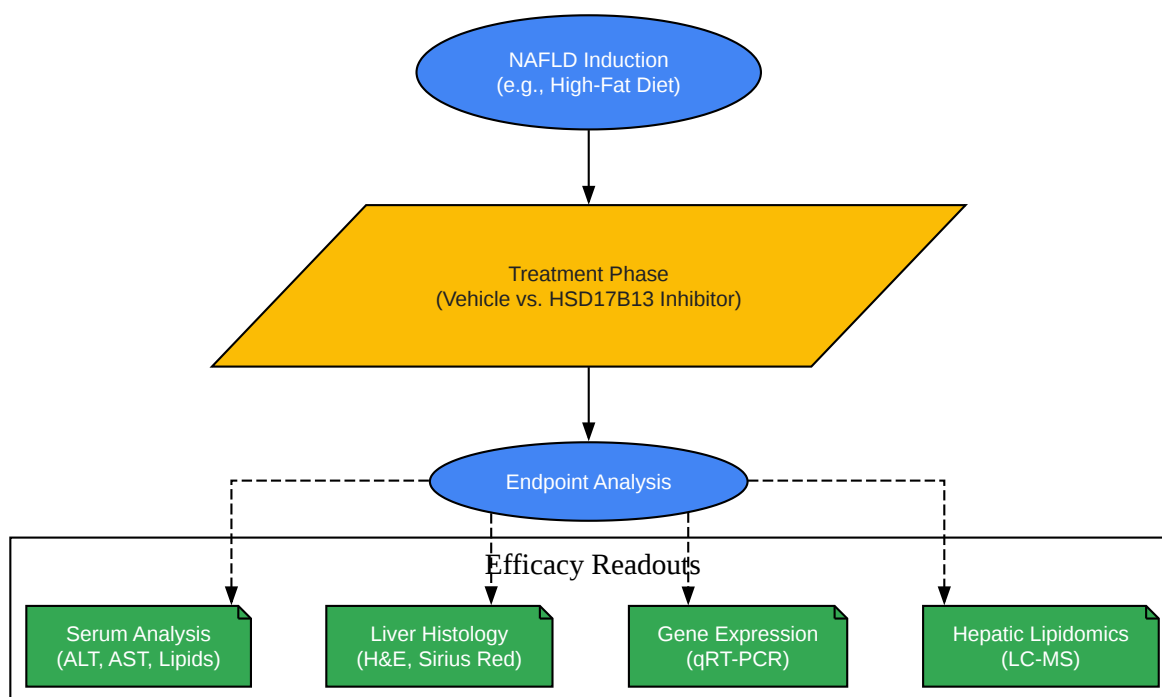 NAFLD Induction
(e.g., High-Fat Diet)
Treatment Phase
(Vehicle vs. HSD17B13 Inhibitor)
Endpoint Analysis
Efficacy Readouts
Serum Analysis
(ALT, AST, Lipids)
Liver Histology
(H&E, Sirius Red)
Gene Expression
(qRT-PCR)
Hepatic Lipidomics
(LC-MS)